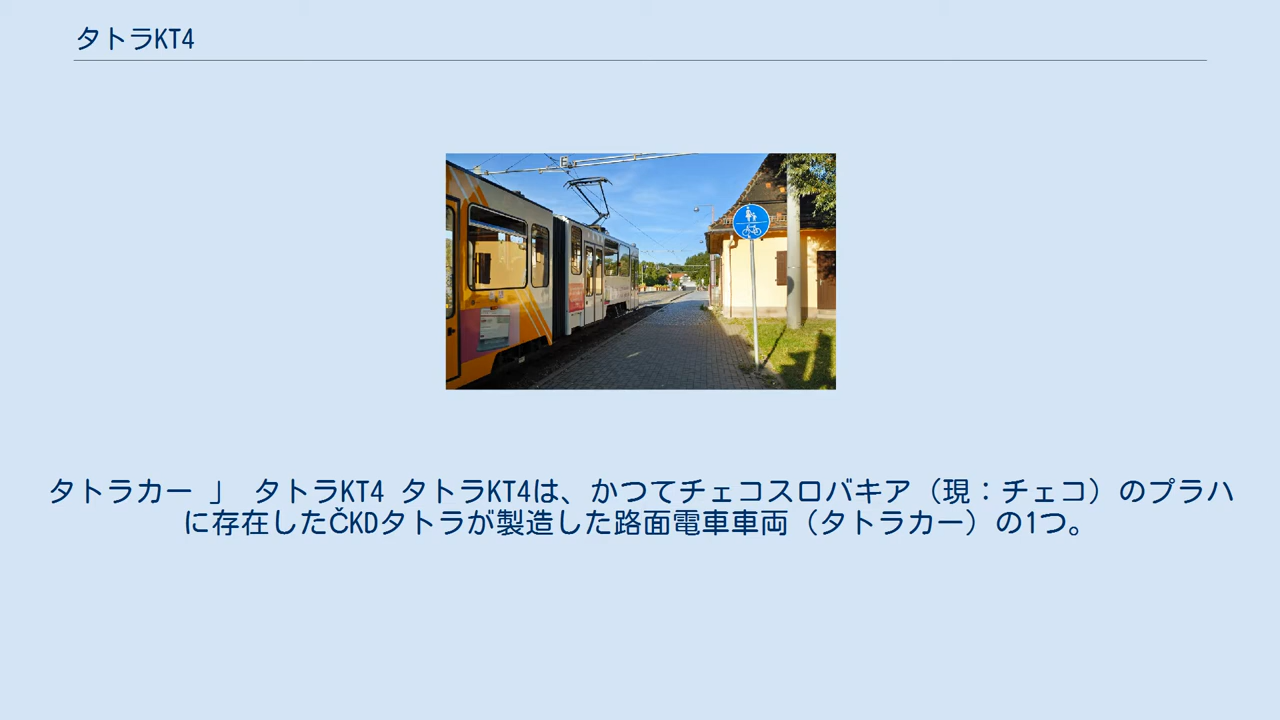 タトラKT4
タトラカー 」 タトラKT4 タトラKT4は、かつてチェコスロバキア（現：チェコ）のプラハ
に存在したČKDタトラが製造した路面電車車両（タトラカー）の1つ。